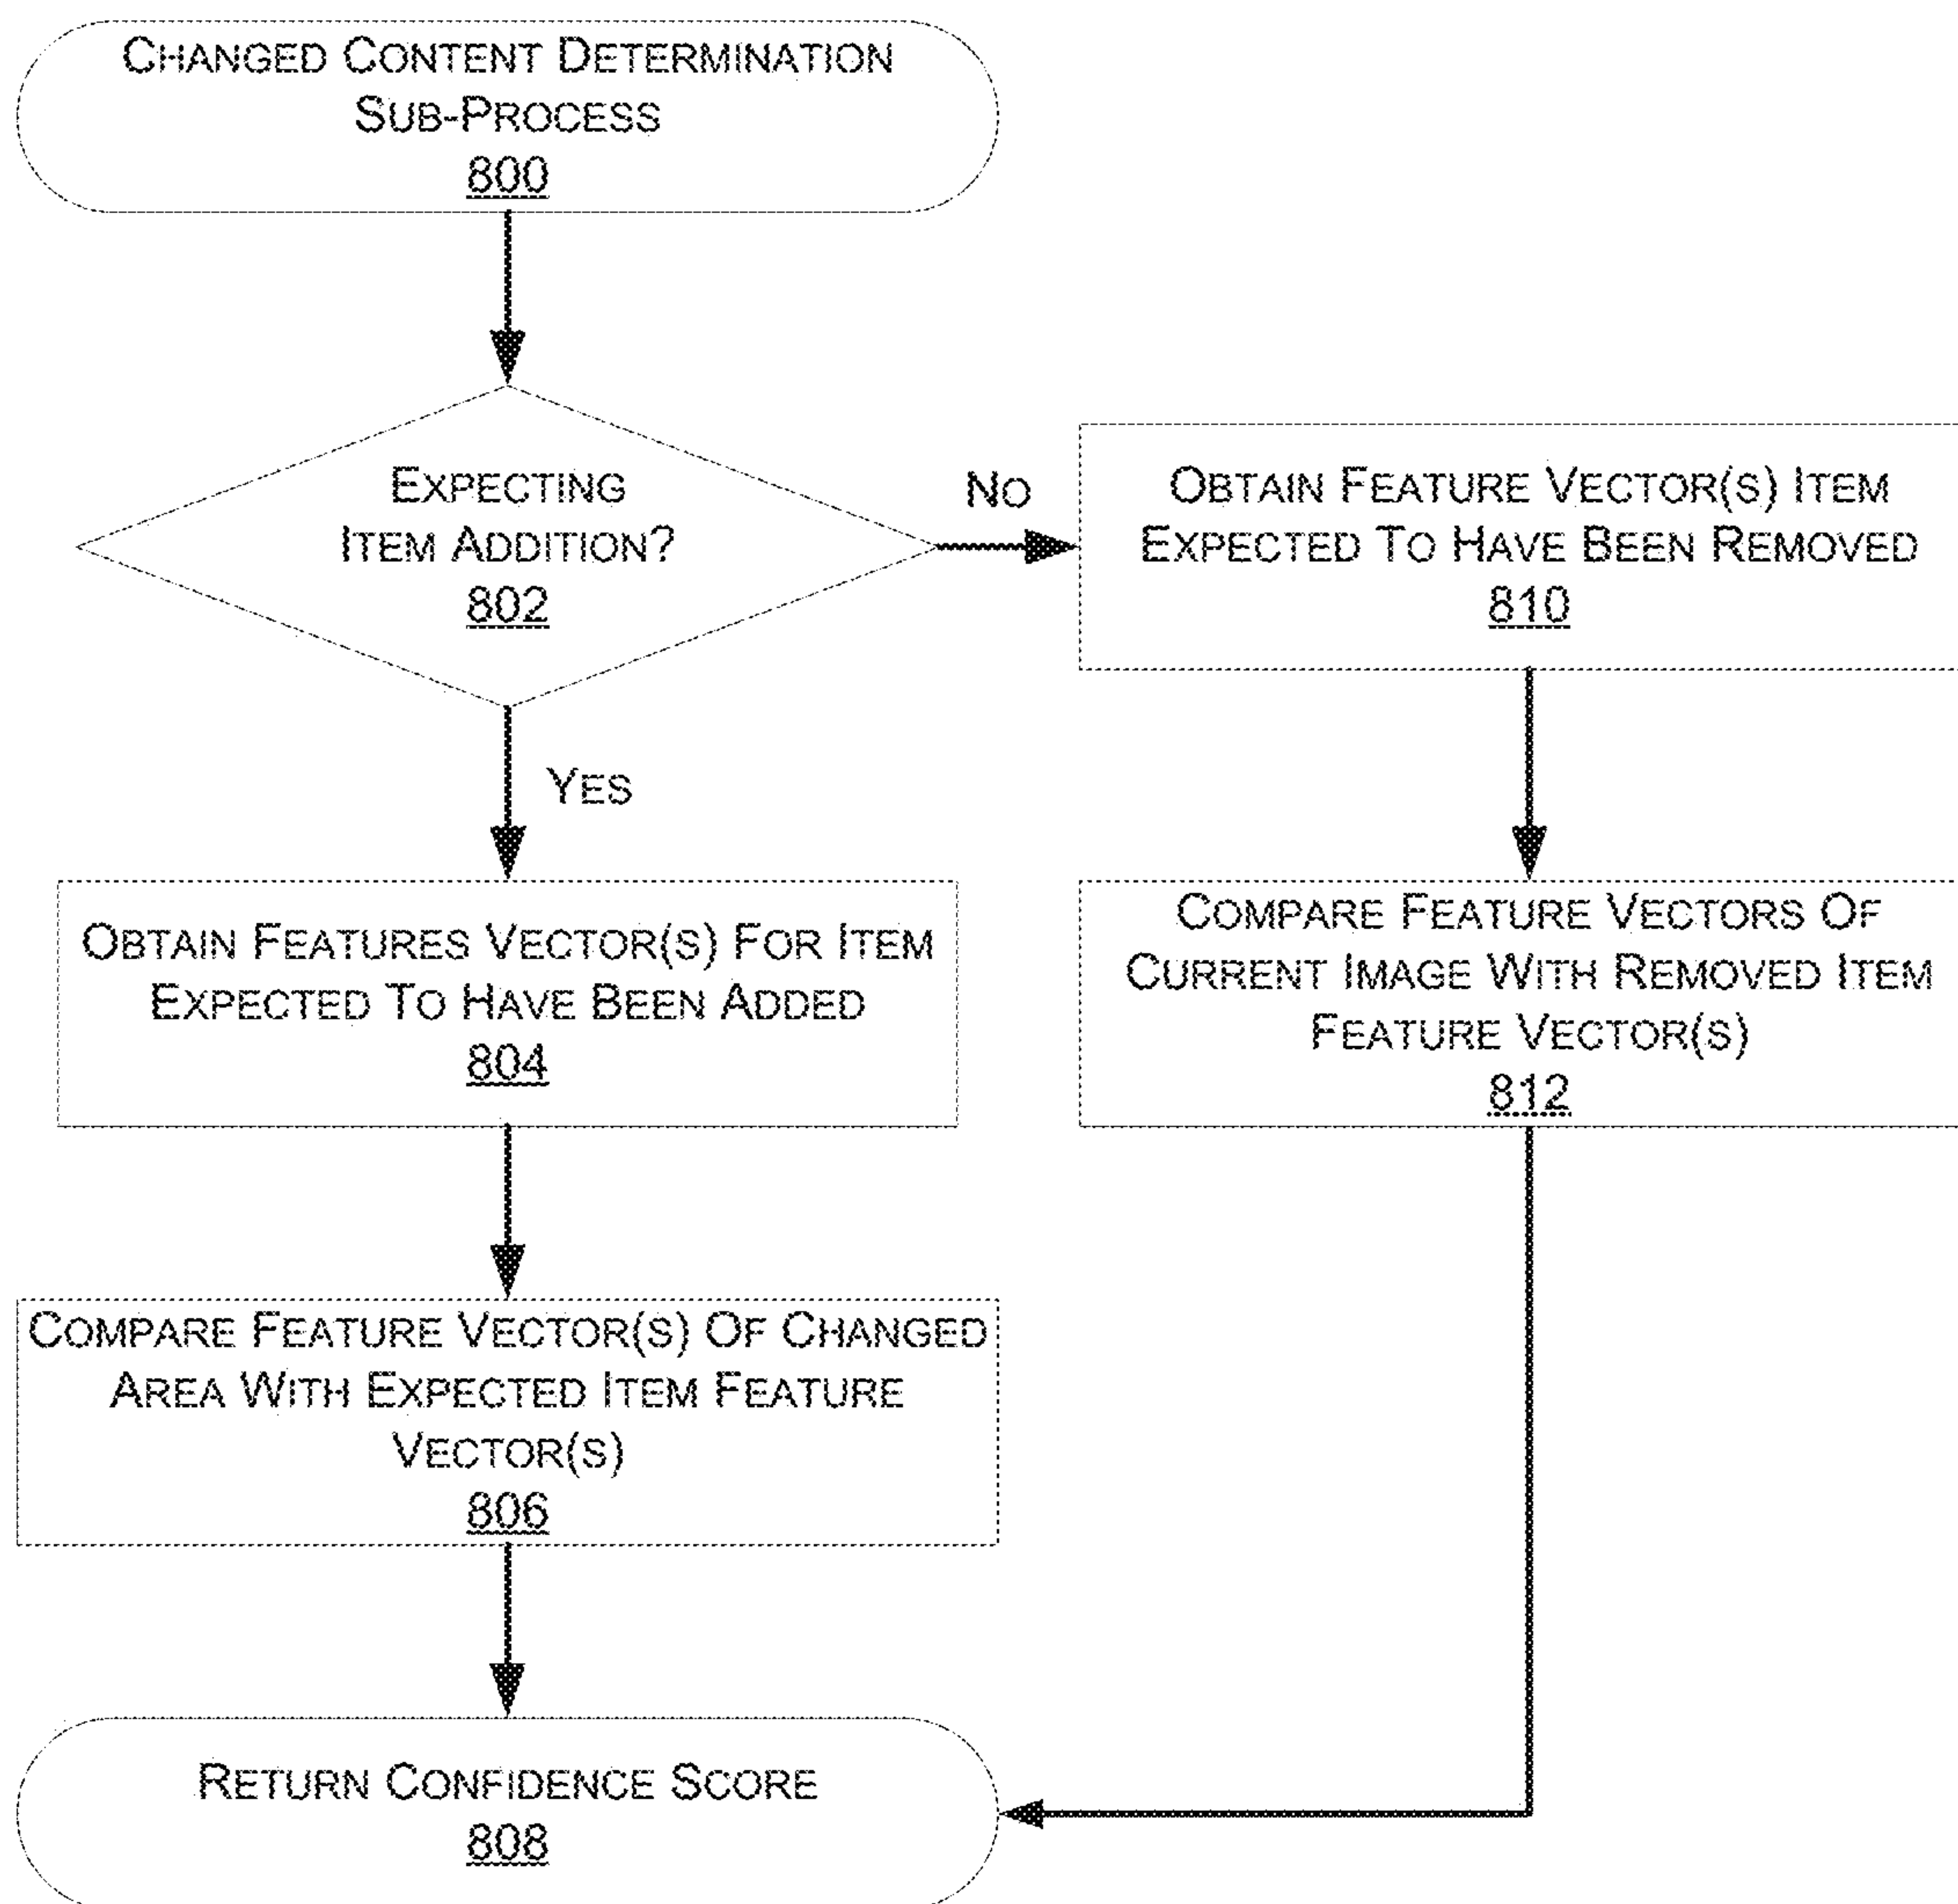 CHANGED CONTENT DETERMINATION
SUB-PROCESS
800
EXPECTING
ITEM ADDITION?
802
NO
OBTAIN FEATURE VECTOR(S) ITEM
EXPECTED TO HAVE BEEN REMOVED
810
YES
OBTAIN FEATURES VECTOR(S) FOR ITEM
EXPECTED TO HAVE BEEN ADDED
804
COMPARE FEATURE VECTORS OF
CURRENT IMAGE WITH REMOVED ITEM
FEATURE VECTOR(S)
812
COMPARE FEATURE VECTOR(S) OF CHANGED
AREA WITH EXPECTED ITEM FEATURE
VECTOR(S)
806
RETURN CONFIDENCE SCORE
808